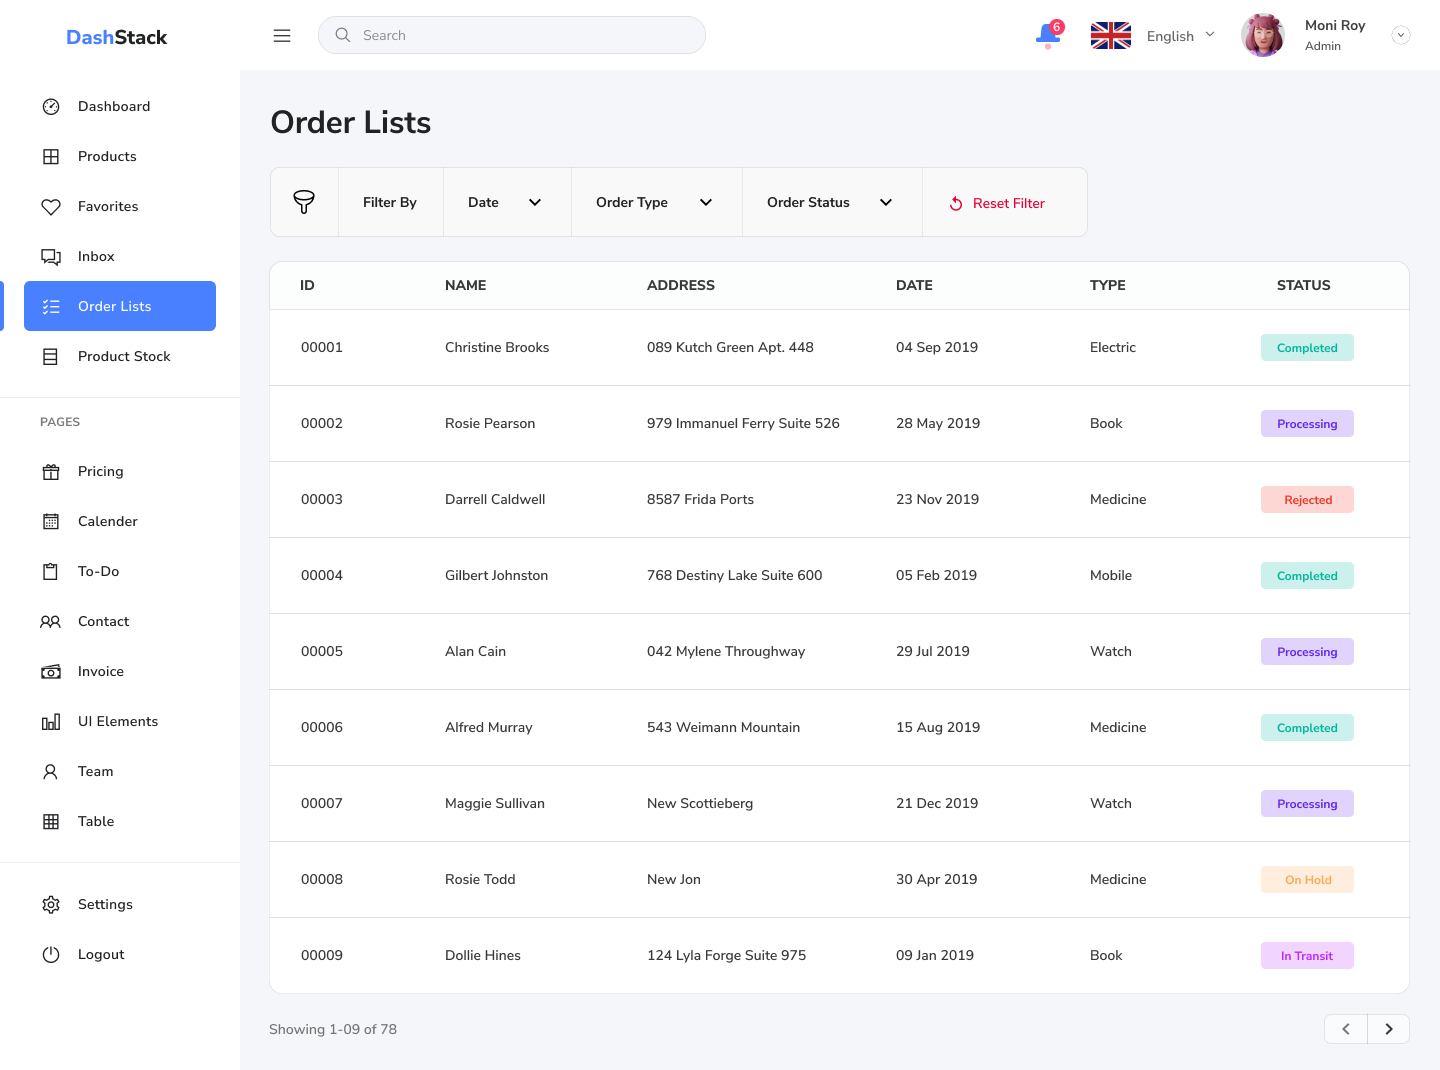 DashStack
Search
6
English
Moni Roy
Admin
Dashboard
Products
Favorites
Inbox
Order Lists
Product Stock
PAGES
Pricing
Calender
To-Do
Contact
Invoice
UI Elements
Team
Table
Settings
Logout
Order Lists
Filter By Date Order Type Order Status Reset Filter
ID NAME ADDRESS DATE TYPE STATUS
00001 Christine Brooks 089 Kutch Green Apt. 448 04 Sep 2019 Electric Completed
00002 Rosie Pearson 979 Immanuel Ferry Suite 526 28 May 2019 Book Processing
00003 Darrell Caldwell 8587 Frida Ports 23 Nov 2019 Medicine Rejected
00004 Gilbert Johnston 768 Destiny Lake Suite 600 05 Feb 2019 Mobile Completed
00005 Alan Cain 042 Mylene Throughway 29 Jul 2019 Watch Processing
00006 Alfred Murray 543 Weimann Mountain 15 Aug 2019 Medicine Completed
00007 Maggie Sullivan New Scottieberg 21 Dec 2019 Watch Processing
00008 Rosie Todd New Jon 30 Apr 2019 Medicine On Hold
00009 Dollie Hines 124 Lyla Forge Suite 975 09 Jan 2019 Book In Transit
Showing 1-09 of 78